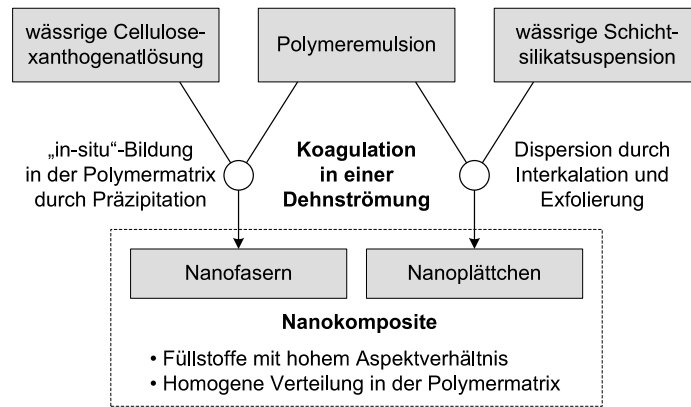 wässrige Cellulose-
xanthogenatlösung
Polymeremulsion
wässrige Schicht-
silikatsuspension
„in-situ“-Bildung
in der Polymermatrix
durch Präzipitation
Koagulation
in einer
Dehnströmung
Dispersion durch
Interkalation und
Exfolierung
Nanofasern
Nanoplättchen
Nanokomposite
• Füllstoffe mit hohem Aspektverhältnis
• Homogene Verteilung in der Polymermatrix